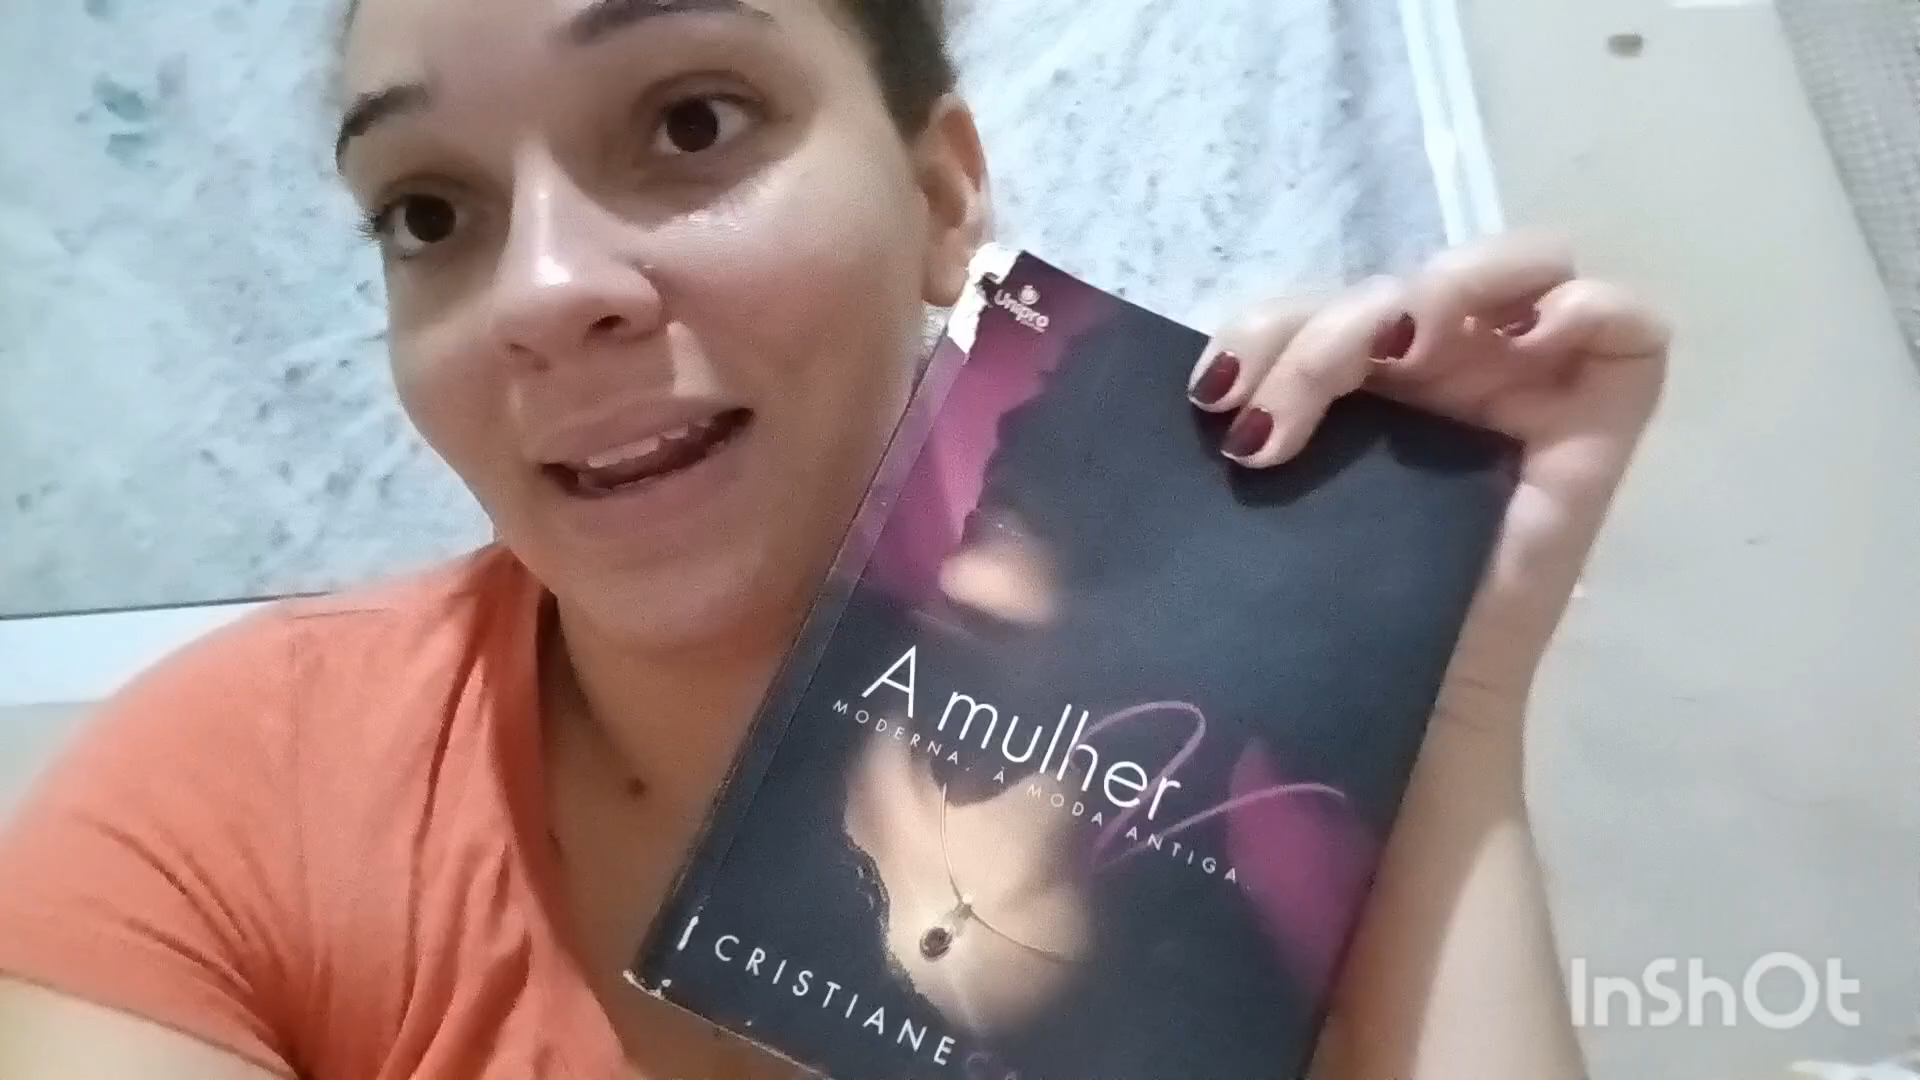 Unipro
A mulher V
MODERNA, À MODA ANTIGA.
CRISTIANE
InShOt